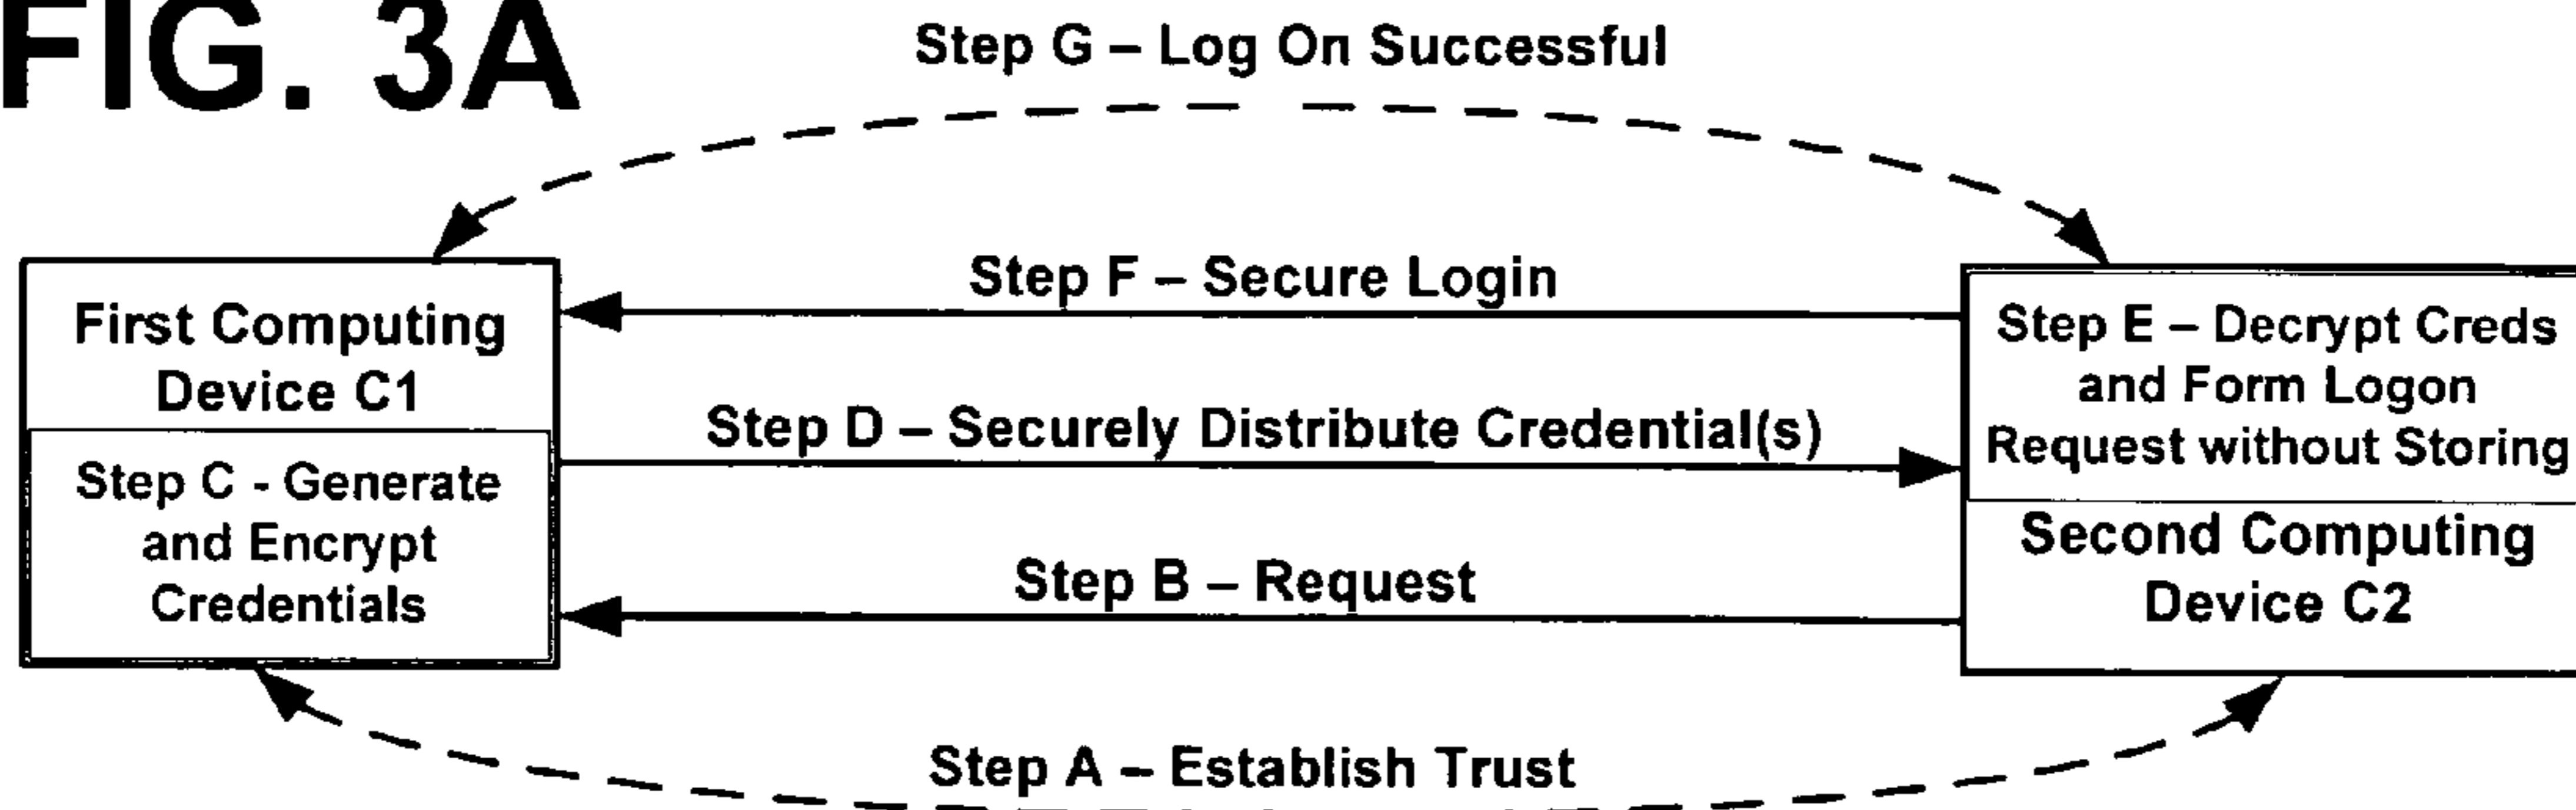 FIG. 3A
Step G – Log On Successful
First Computing
Device C1
Step C - Generate
and Encrypt
Credentials
Step F – Secure Login
Step D – Securely Distribute Credential(s)
Step B – Request
Step E – Decrypt Creds
and Form Logon
Request without Storing
Second Computing
Device C2
Step A – Establish Trust